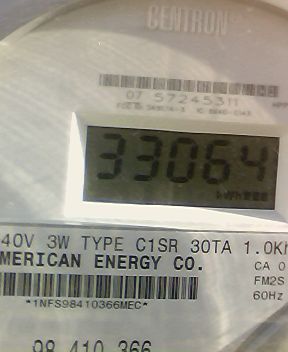 CENTRON
07 57245311
33064
kWh
40V 3W TYPE C1SR 30TA 1.0Kh
MERICAN ENERGY CO.
CA 0
FM2S
60Hz
*1NFS98410366MEC*
98 410 366